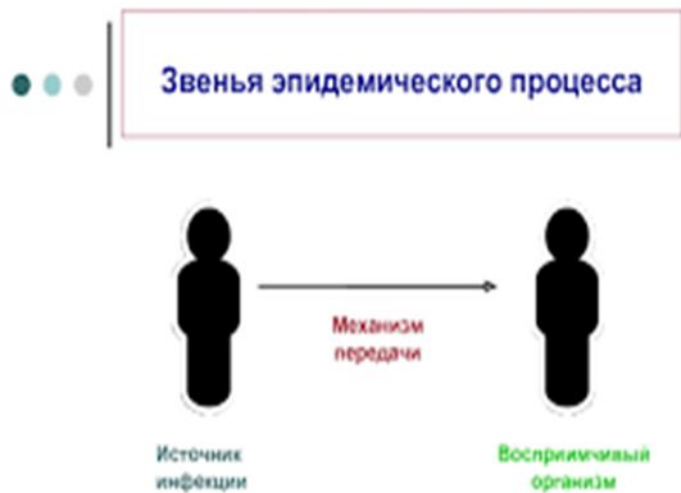 Звенья эпидемического процесса
Механизм
передачи
Источник
инфекции
Восприимчивый
организм